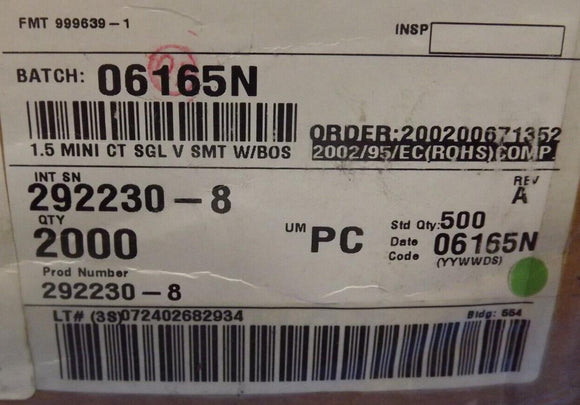 FMT 999639-1
INSP
BATCH: 06165N
1.5 MINI CT SGL V SMT W/BOS
ORDER:200200671352
2002/95/EC(RQHS)COMP.
INT SN
292230-8
REV
A
QTY
2000
UM PC
Std Qty: 500
Date Code 06165N
(YYWWDS)
Prod Number
292230-8
LT# (3S)072402682934
Bldg: 554